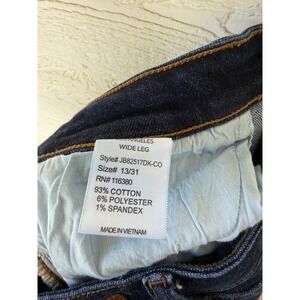 ANGELES
WIDE LEG
Style# JB82517DK-CO
Size# 13/31
RN# 116380
93% COTTON
6% POLYESTER
1% SPANDEX
MADE IN VIETNAM